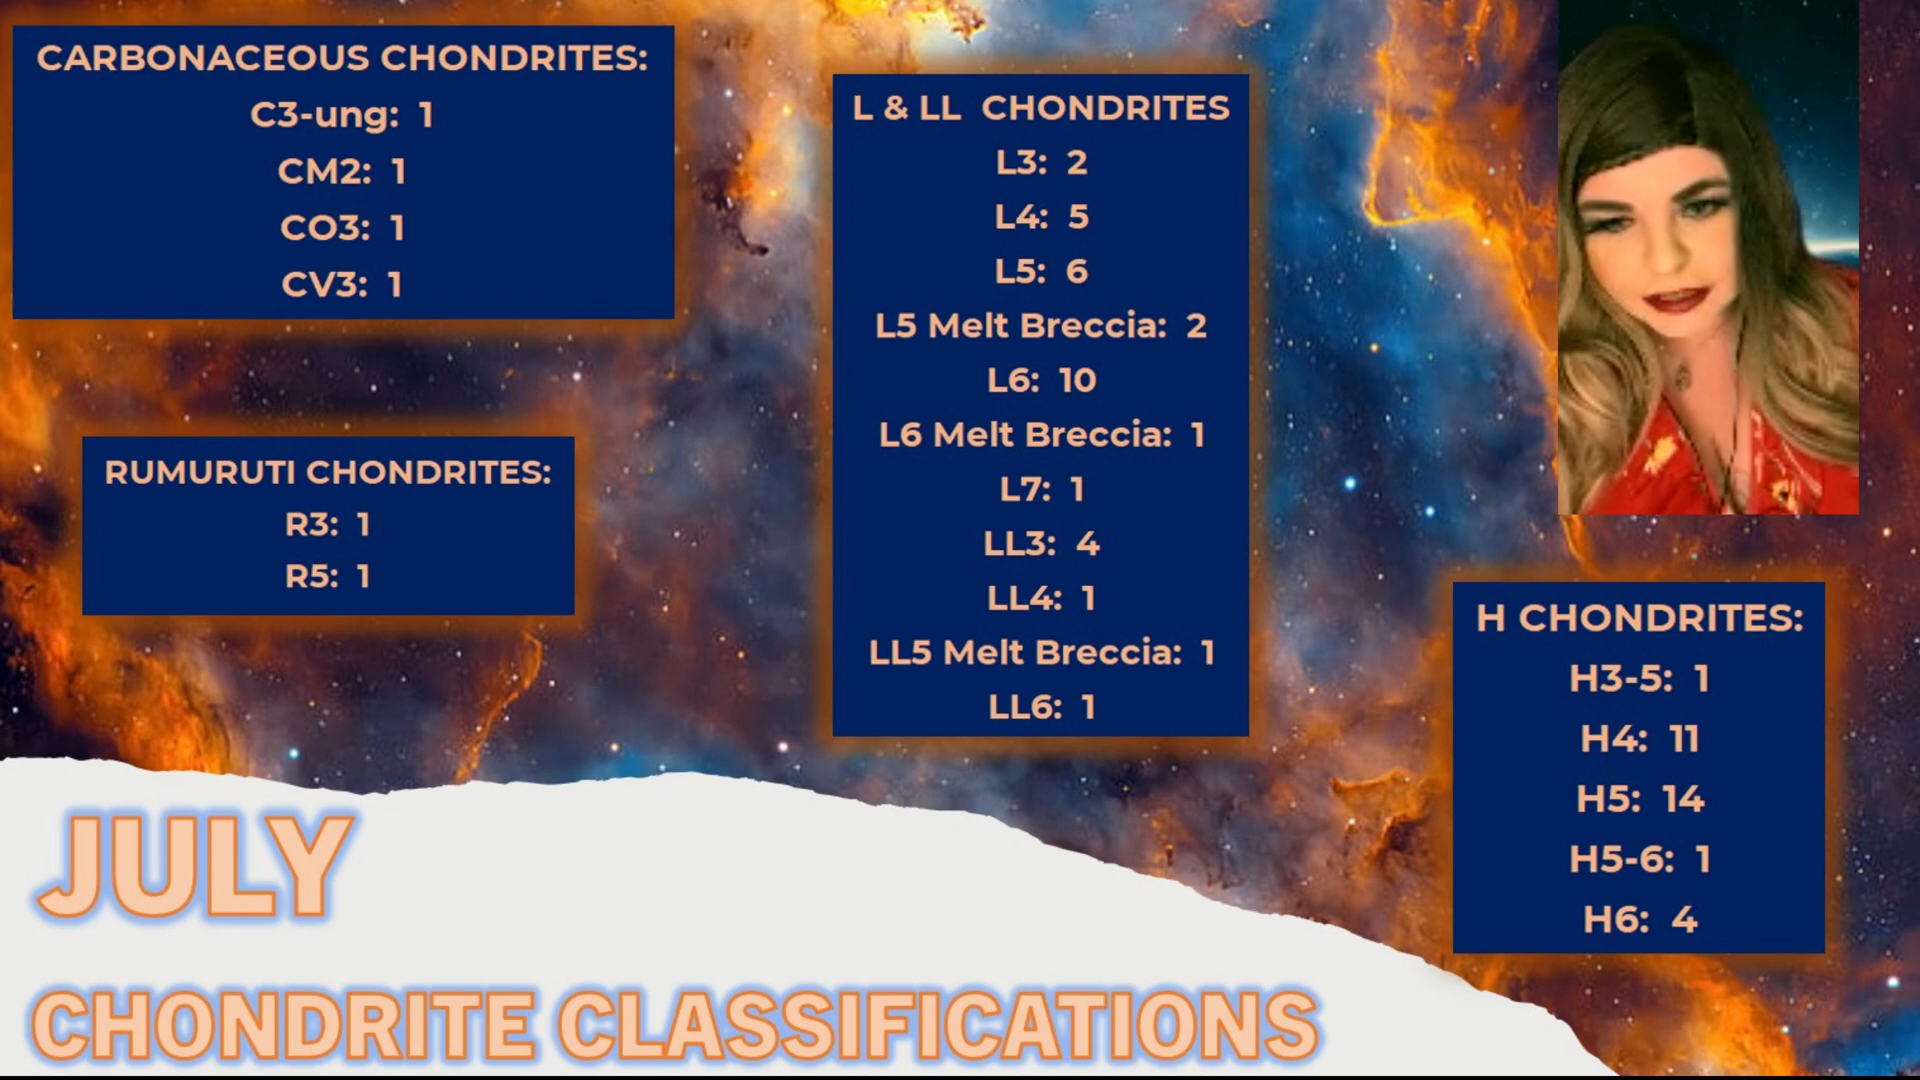 CARBONACEOUS CHONDRITES:
C3-ung: 1
CM2: 1
CO3: 1
CV3: 1
RUMURUTI CHONDRITES:
R3: 1
R5: 1
L & LL CHONDRITES
L3: 2
L4: 5
L5: 6
L5 Melt Breccia: 2
L6: 10
L6 Melt Breccia: 1
L7: 1
LL3: 4
LL4: 1
LL5 Melt Breccia: 1
LL6: 1
H CHONDRITES:
H3-5: 1
H4: 11
H5: 14
H5-6: 1
H6: 4
JULY
CHONDRITE CLASSIFICATIONS